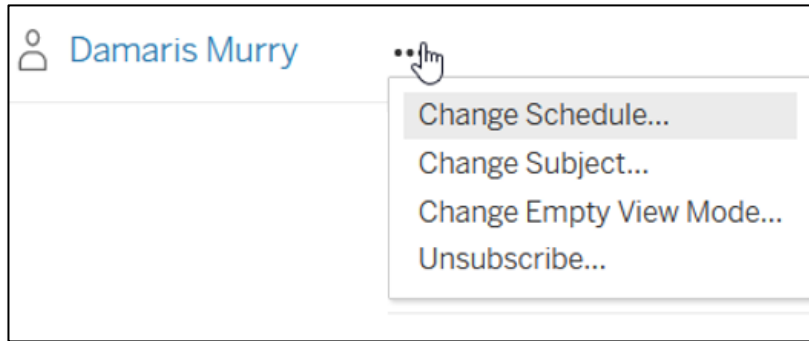 Damaris Murry
Change Schedule...
Change Subject...
Change Empty View Mode...
Unsubscribe...